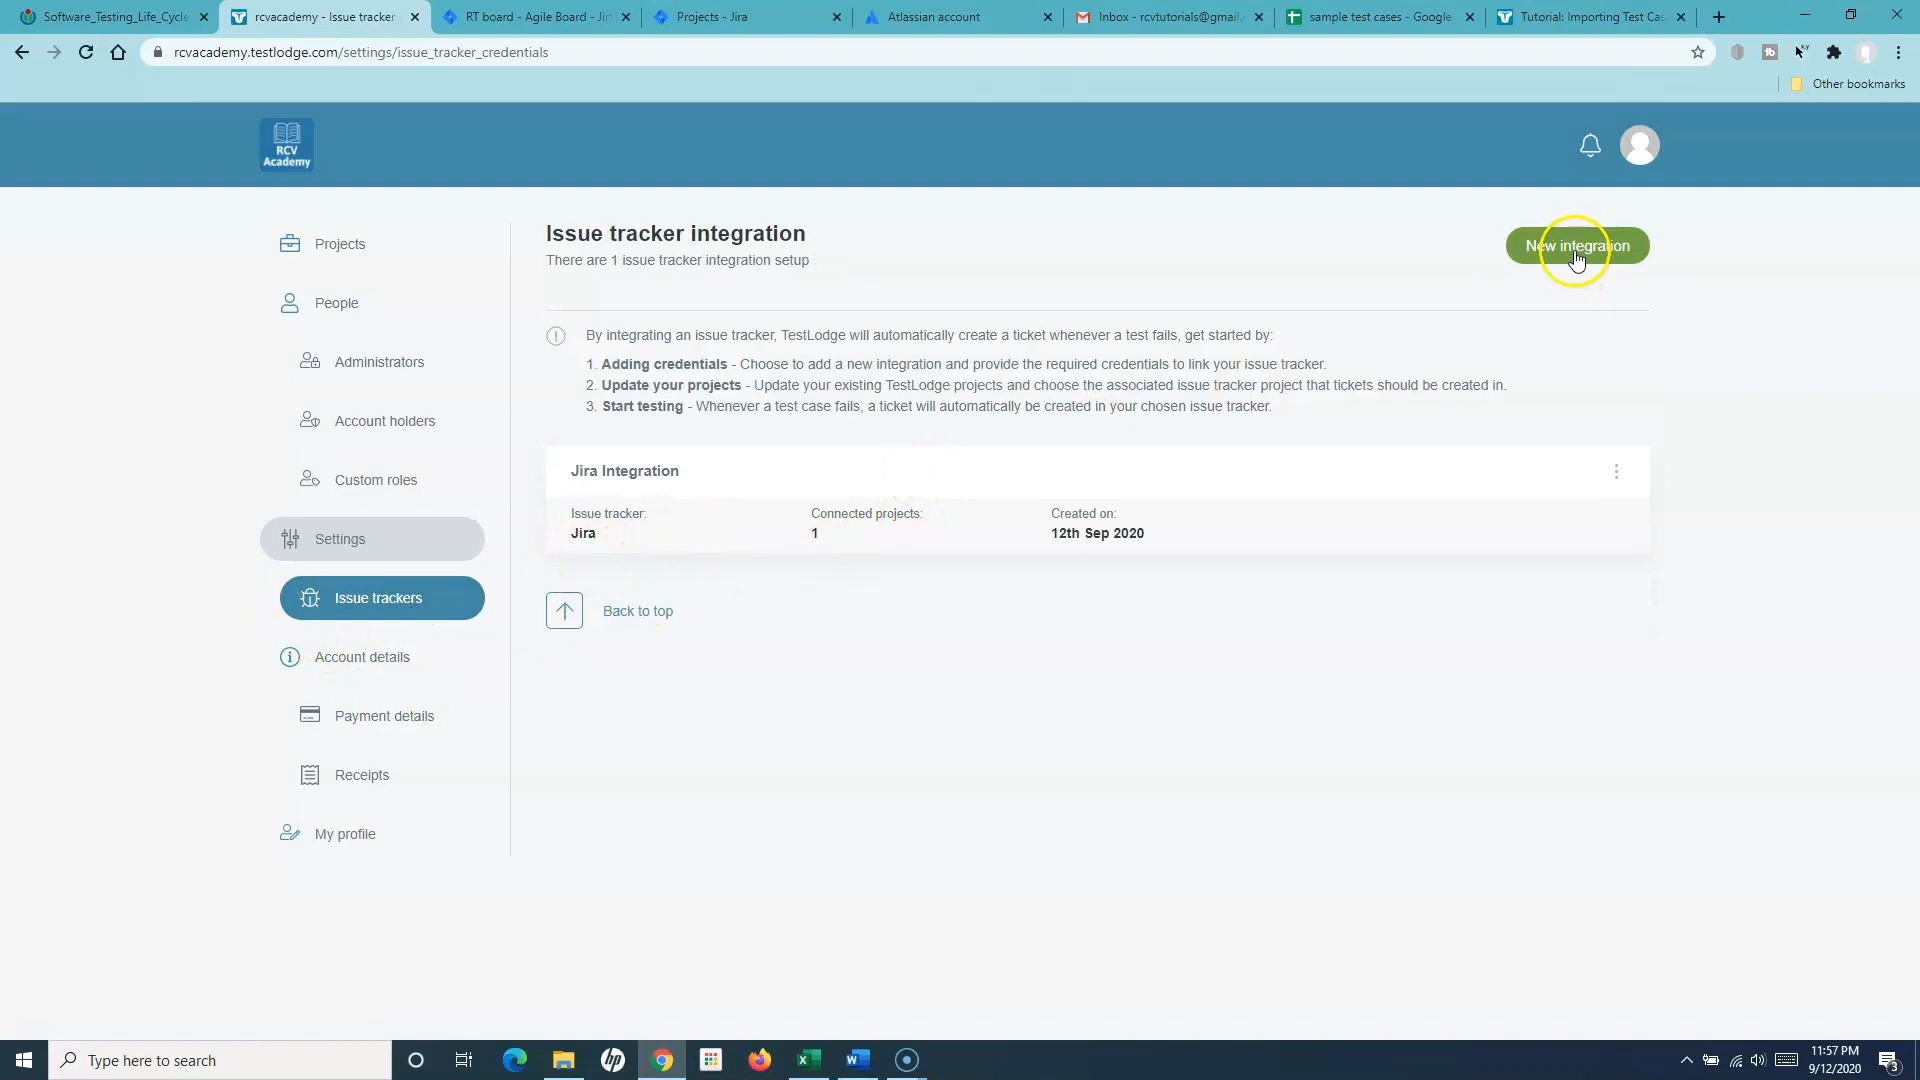 Software_Testing_Life_Cycle
rcvacademy - Issue tracker
RT board - Agile Board - Jir
Projects - Jira
Atlassian account
Inbox - rcvtutorials@gmail.
sample test cases - Google
Tutorial: Importing Test Cas
rcvacademy.testlodge.com/settings/issue_tracker_credentials
Other bookmarks
RCV
Academy
Projects
People
Administrators
Account holders
Custom roles
Settings
Issue trackers
Account details
Payment details
Receipts
My profile
Issue tracker integration
There are 1 issue tracker integration setup
New integration
By integrating an issue tracker, TestLodge will automatically create a ticket whenever a test fails, get started by:
1. Adding credentials - Choose to add a new integration and provide the required credentials to link your issue tracker.
2. Update your projects - Update your existing TestLodge projects and choose the associated issue tracker project that tickets should be created in.
3. Start testing - Whenever a test case fails, a ticket will automatically be created in your chosen issue tracker.
Jira Integration
Issue tracker: Connected projects: Created on:
Jira 1 12th Sep 2020
Back to top
Type here to search
11:57 PM
9/12/2020
3